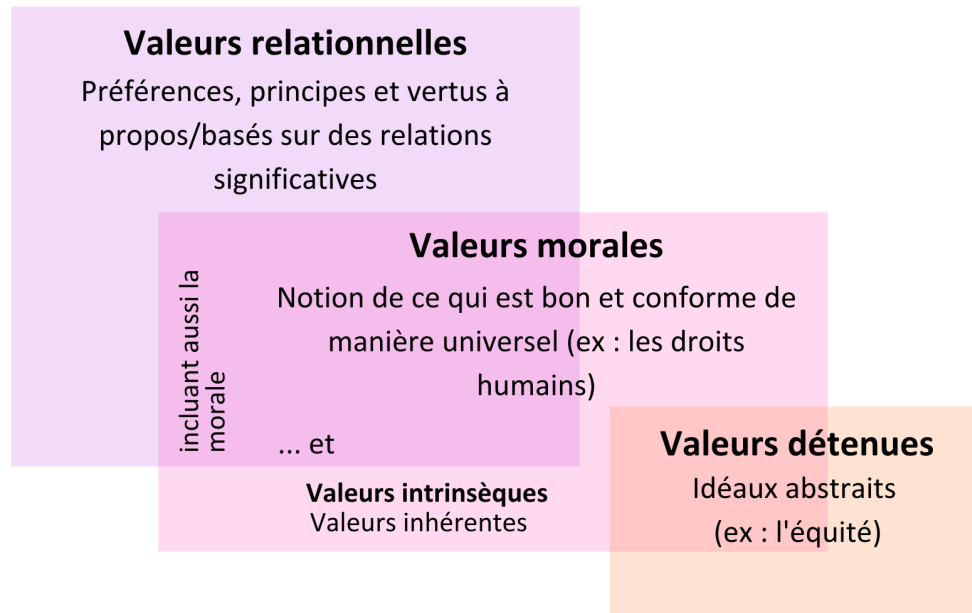 Valeurs relationnelles
Préférences, principes et vertus à
propos/basés sur des relations
significatives
Valeurs morales
Notion de ce qui est bon et conforme de
manière universel (ex : les droits
humains)
incluant aussi la
morale
... et
Valeurs intrinsèques
Valeurs inhérentes
Valeurs détenues
Idéaux abstraits
(ex : l'équité)